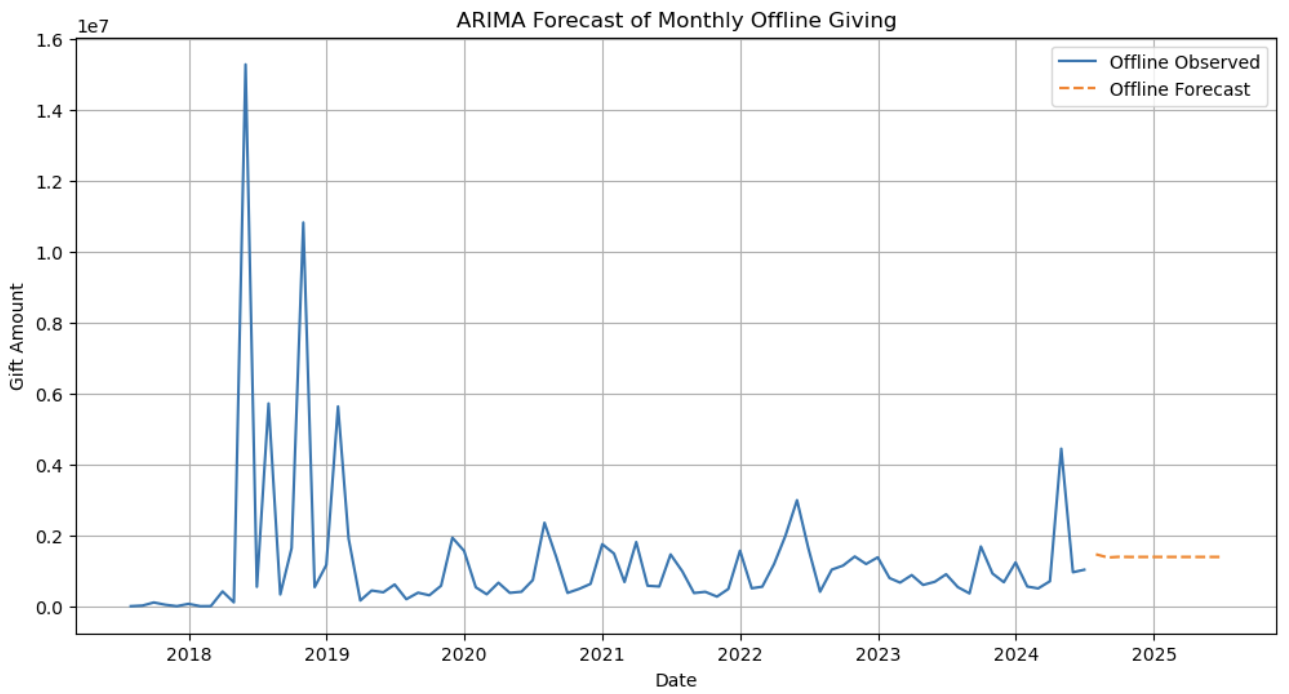 ARIMA Forecast of Monthly Offline Giving
1e7
1.6
1.4
1.2
1.0
0.8
0.6
0.4
0.2
0.0
Gift Amount
Offline Observed
Offline Forecast
2018 2019 2020 2021 2022 2023 2024 2025
Date